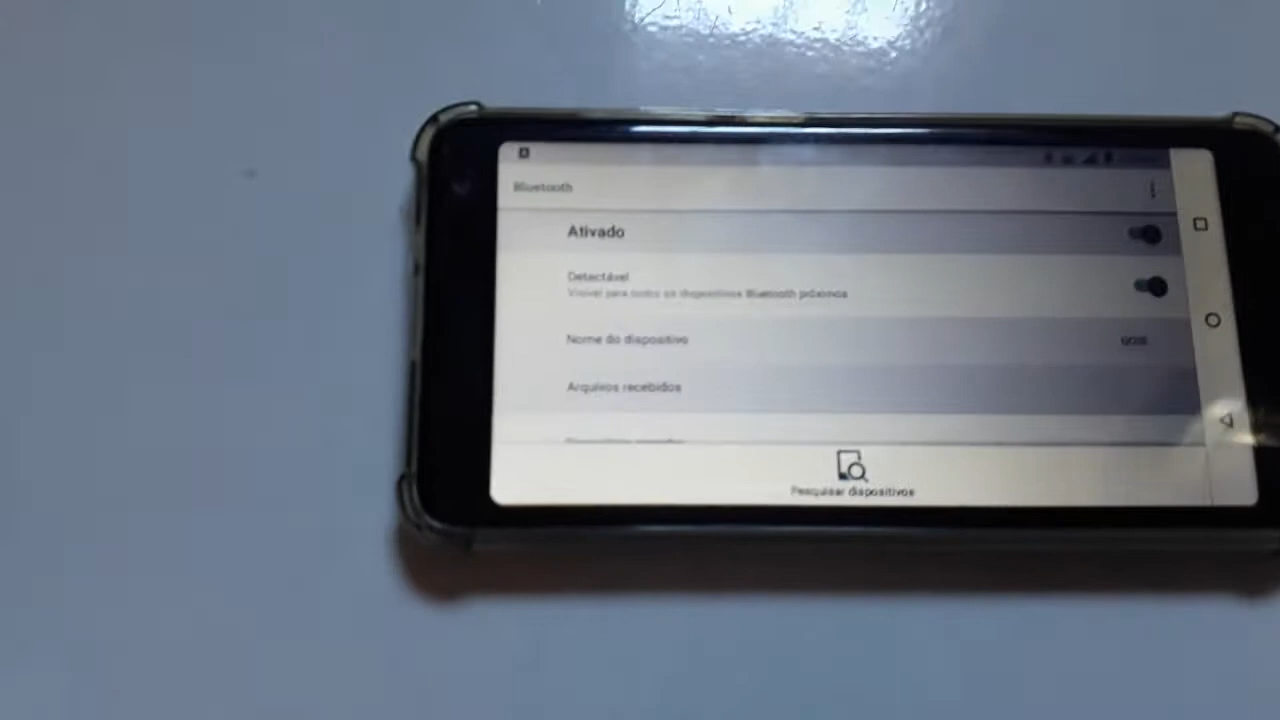 Bluetooth
Ativado
Detectável
Visível para todos os dispositivos Bluetooth próximos
Nome do dispositivo
Arquivos recebidos
Pesquisar dispositivos